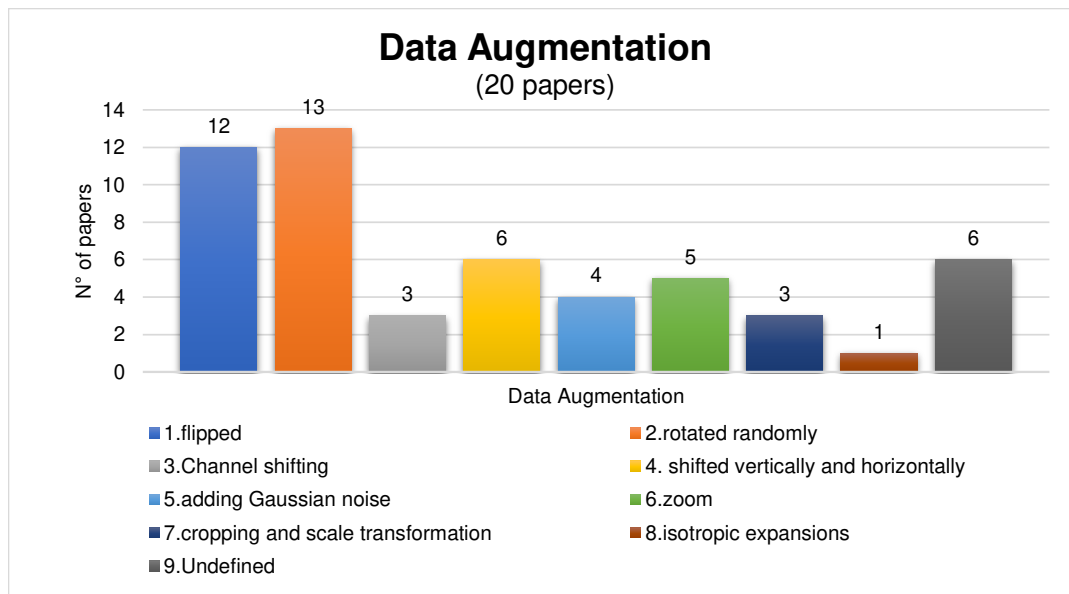 Data Augmentation
(20 papers)
N° of papers
14
12
10
8
6
4
2
0
12
13
3
6
4
5
3
1
6
Data Augmentation
1.flipped
2.rotated randomly
3.Channel shifting
4. shifted vertically and horizontally
5.adding Gaussian noise
6.zoom
7.cropping and scale transformation
8.isotropic expansions
9.Undefined